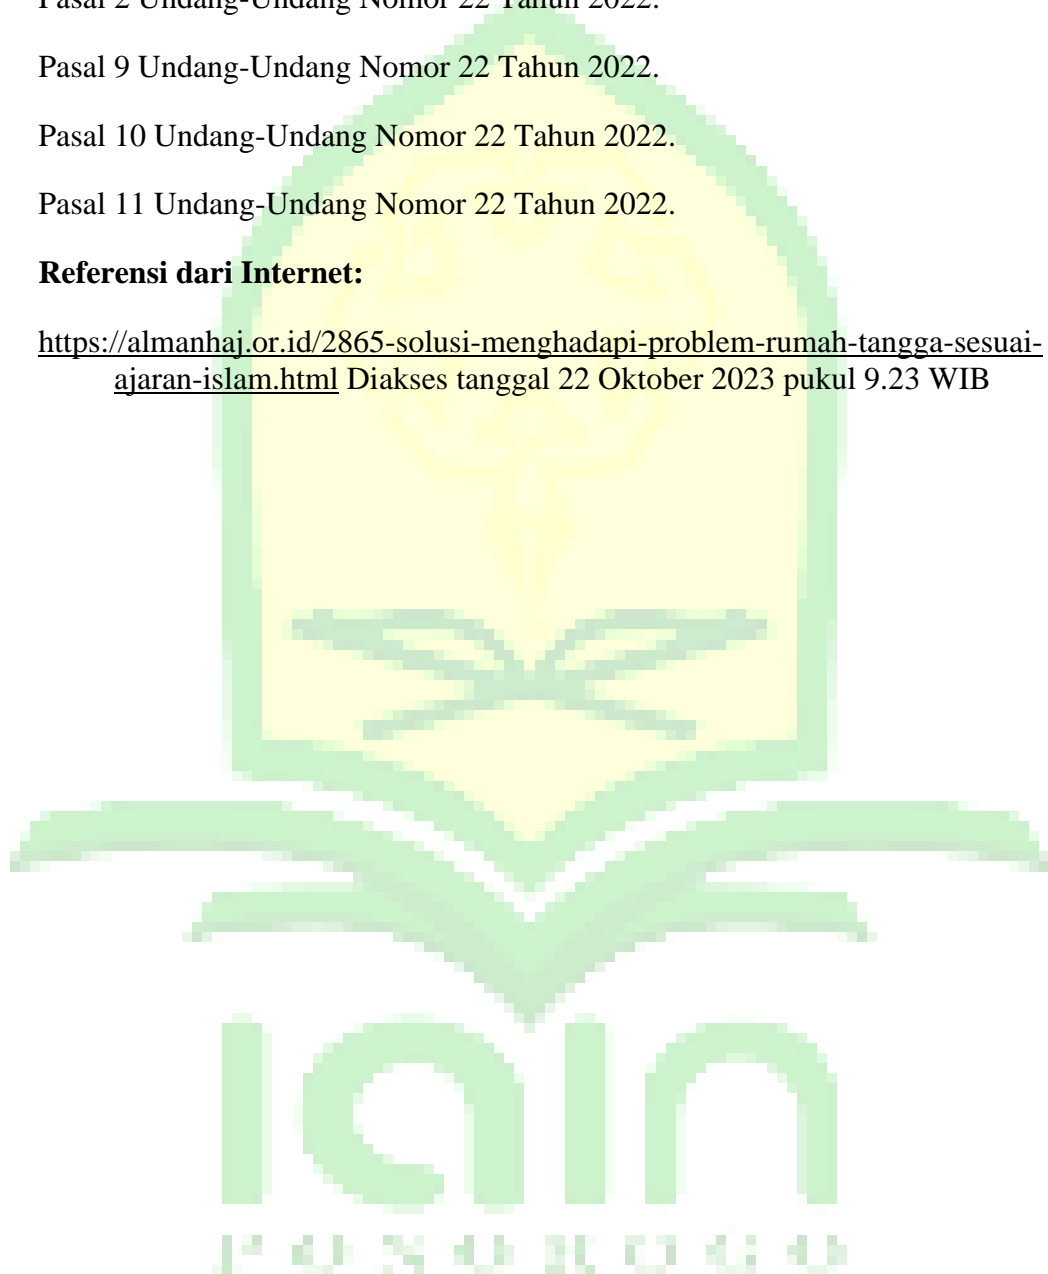 Pasal 2 Undang-Undang Nomor 22 Tahun 2022.
Pasal 9 Undang-Undang Nomor 22 Tahun 2022.
Pasal 10 Undang-Undang Nomor 22 Tahun 2022.
Pasal 11 Undang-Undang Nomor 22 Tahun 2022.
Referensi dari Internet:
https://almanhaj.or.id/2865-solusi-menghadapi-problem-rumah-tangga-sesuai-
ajaran-islam.html Diakses tanggal 22 Oktober 2023 pukul 9.23 WIB
iain
PONOROGO